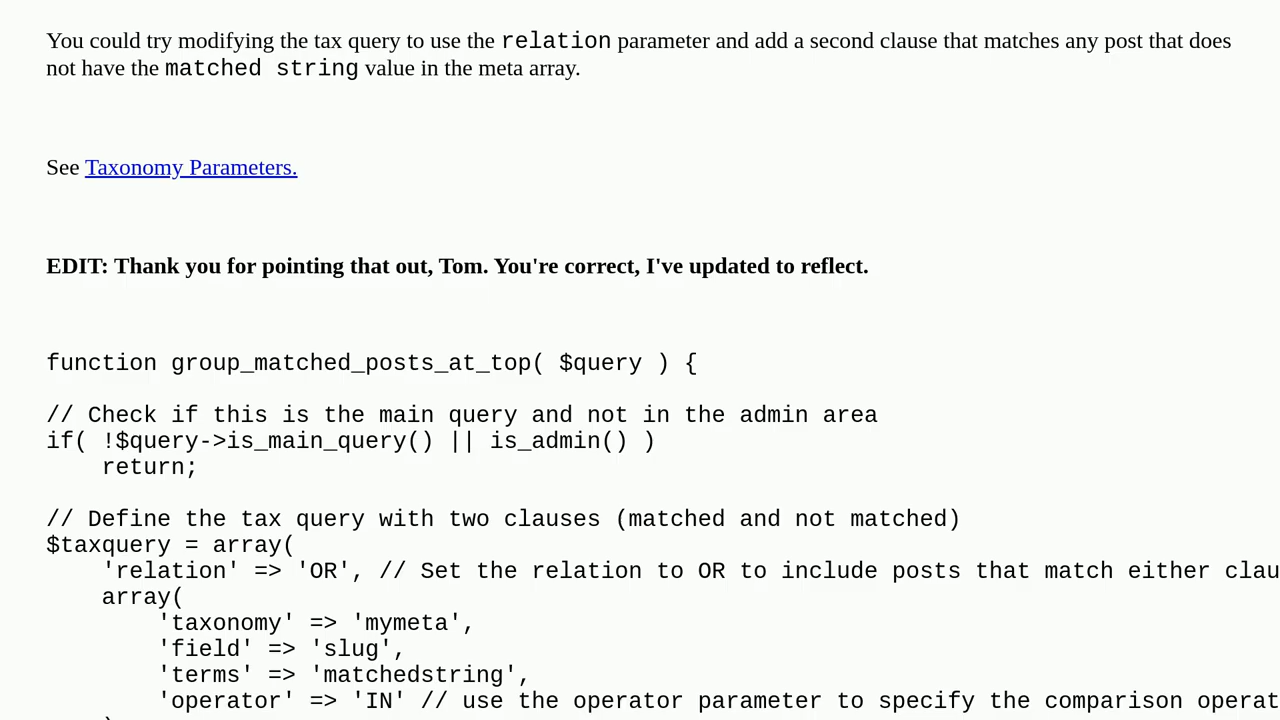 You could try modifying the tax query to use the relation parameter and add a second clause that matches any post that does
not have the matched string value in the meta array.
See Taxonomy Parameters.
EDIT: Thank you for pointing that out, Tom. You're correct, I've updated to reflect.
function group_matched_posts_at_top( $query ) {
// Check if this is the main query and not in the admin area
if( !$query->is_main_query() || is_admin() )
    return;
// Define the tax query with two clauses (matched and not matched)
$taxquery = array(
    'relation' => 'OR', // Set the relation to OR to include posts that match either clau
    array(
        'taxonomy' => 'mymeta',
        'field' => 'slug',
        'terms' => 'matchedstring',
        'operator' => 'IN' // use the operator parameter to specify the comparison operat